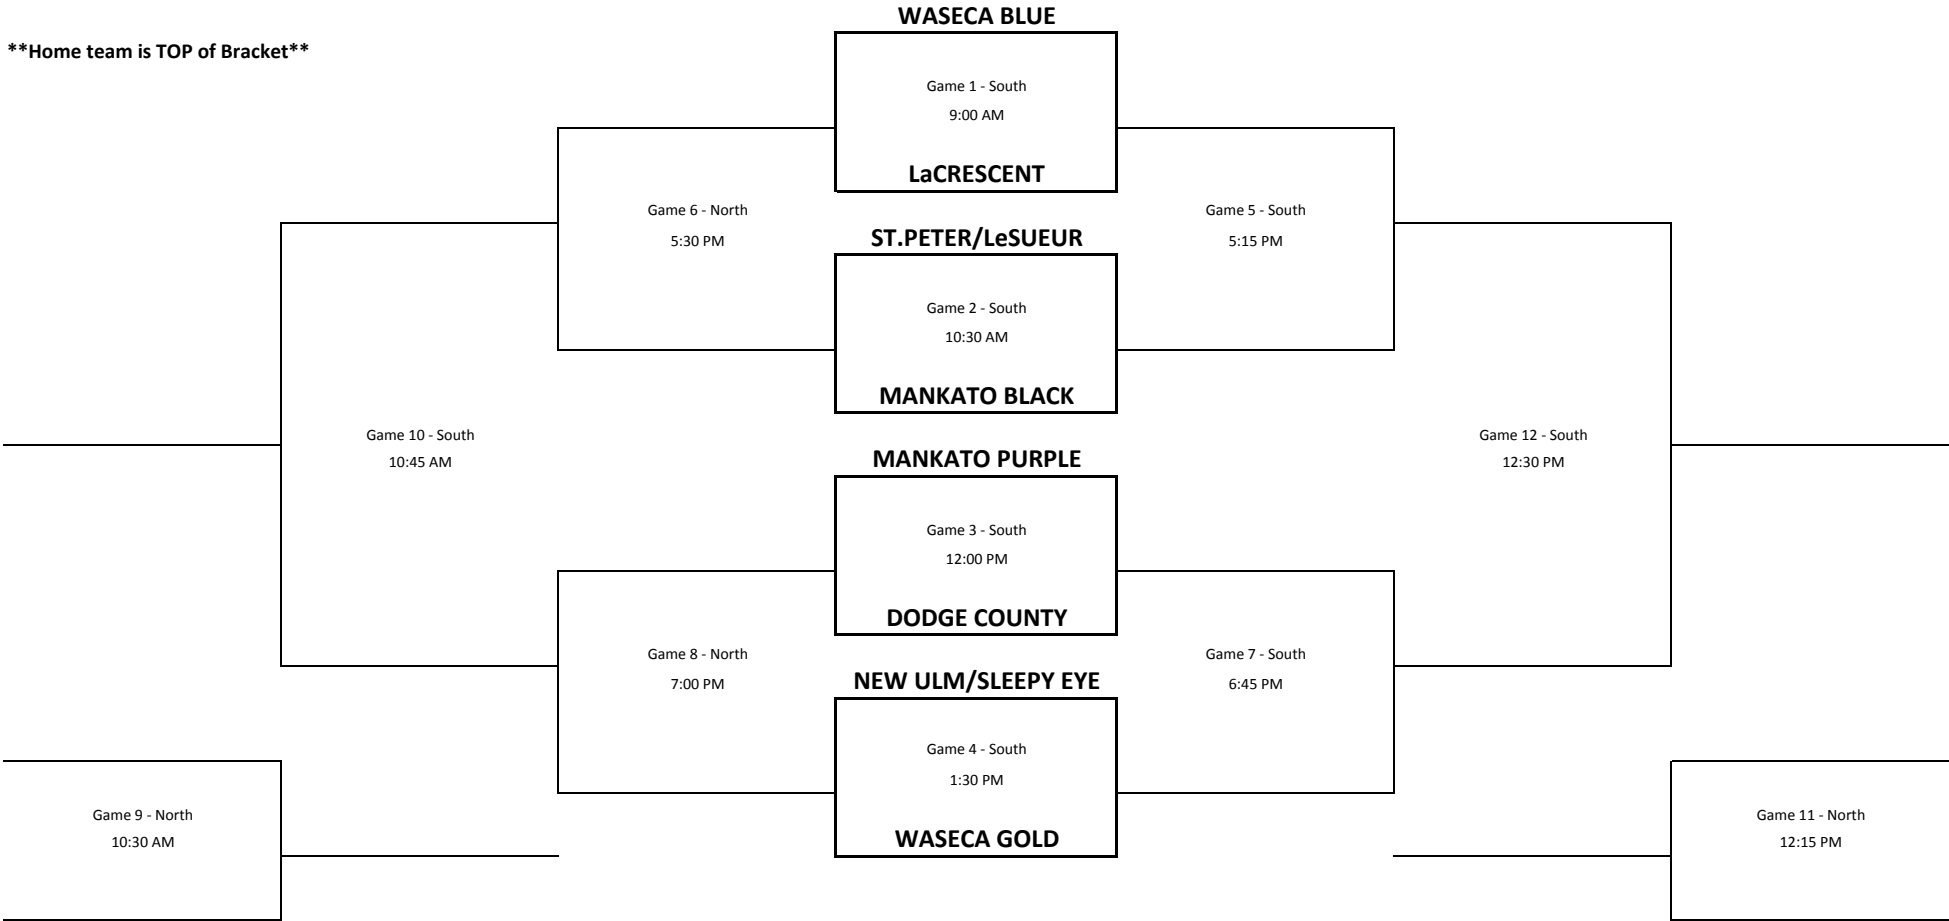 WASECA BLUE
**Home team is TOP of Bracket**
Game 1 - South
9:00 AM
LaCRESCENT
Game 6 - North
5:30 PM
Game 5 - South
5:15 PM
ST.PETER/LeSUEUR
Game 2 - South
10:30 AM
MANKATO BLACK
Game 10 - South
10:45 AM
Game 12 - South
12:30 PM
MANKATO PURPLE
Game 3 - South
12:00 PM
DODGE COUNTY
Game 8 - North
7:00 PM
Game 7 - South
6:45 PM
NEW ULM/SLEEPY EYE
Game 4 - South
1:30 PM
WASECA GOLD
Game 9 - North
10:30 AM
Game 11 - North
12:15 PM